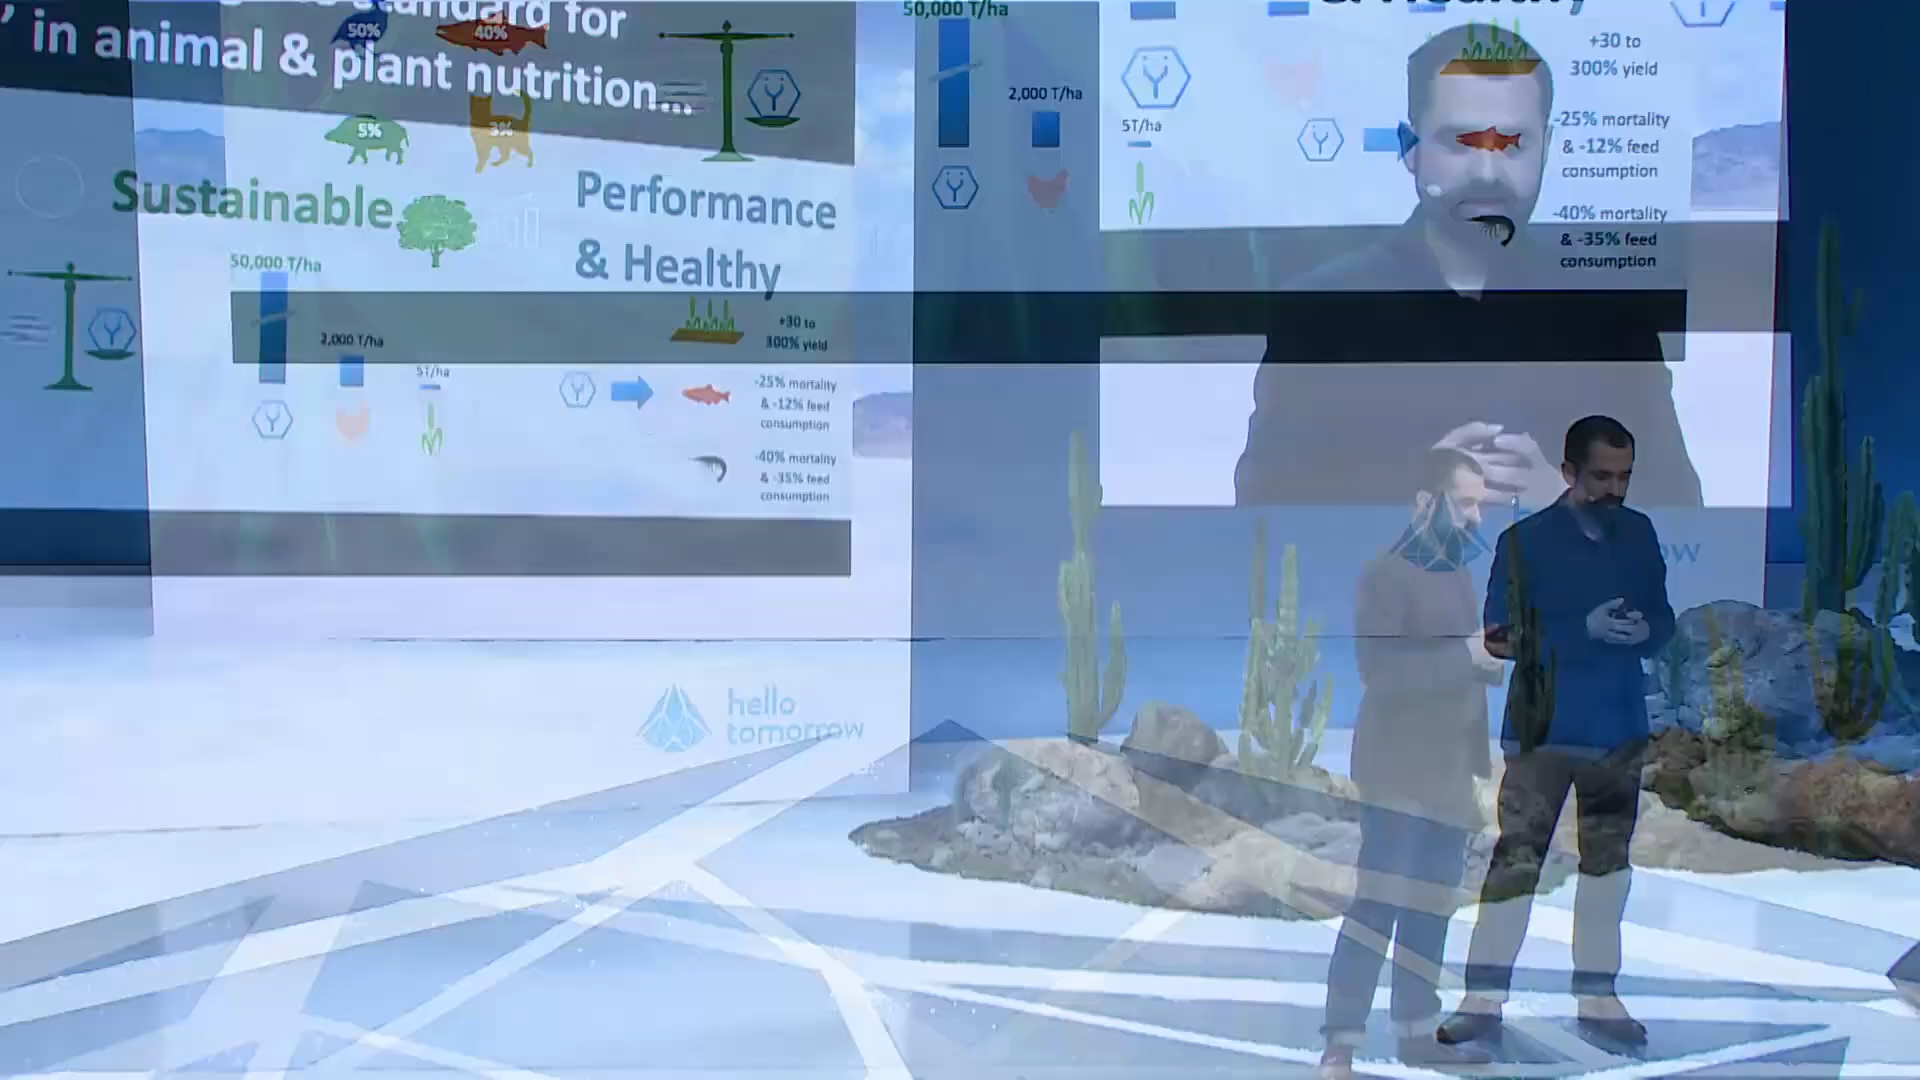 standard for
' in animal & plant nutrition...
50%
40%
5%
3%
Sustainable
Performance
& Healthy
50,000 T/ha
2,000 T/ha
5T/ha
+30 to
300% yield
-25% mortality
& -12% feed
consumption
-40% mortality
& -35% feed
consumption
hello
tomorrow
50,000 T/ha
2,000 T/ha
5T/ha
& Healthy
+30 to
300% yield
-25% mortality
& -12% feed
consumption
-40% mortality
& -35% feed
consumption